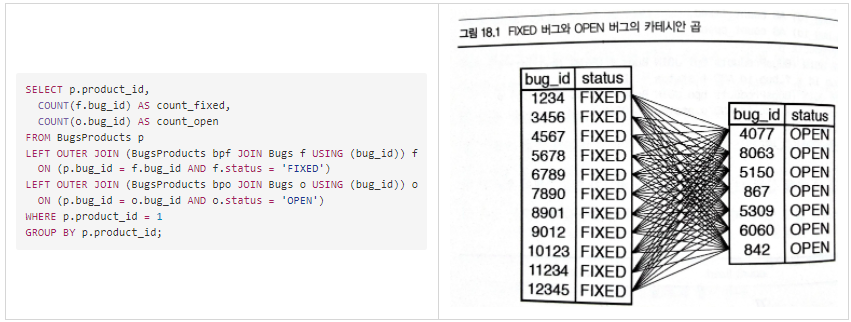 SELECT p.product_id,
COUNT(f.bug_id) AS count_fixed,
COUNT(o.bug_id) AS count_open
FROM BugsProducts p
LEFT OUTER JOIN (BugsProducts bpf JOIN Bugs f USING (bug_id)) f
ON (p.bug_id = f.bug_id AND f.status = 'FIXED')
LEFT OUTER JOIN (BugsProducts bpo JOIN Bugs o USING (bug_id)) o
ON (p.bug_id = o.bug_id AND o.status = 'OPEN')
WHERE p.product_id = 1
GROUP BY p.product_id;
그림 18.1 FIXED 버그와 OPEN 버그의 카테시안 곱
bug_id status
1234 FIXED
3456 FIXED
4567 FIXED
5678 FIXED
6789 FIXED
7890 FIXED
8901 FIXED
9012 FIXED
10123 FIXED
11234 FIXED
12345 FIXED
bug_id status
4077 OPEN
8063 OPEN
5150 OPEN
867 OPEN
5309 OPEN
6060 OPEN
842 OPEN